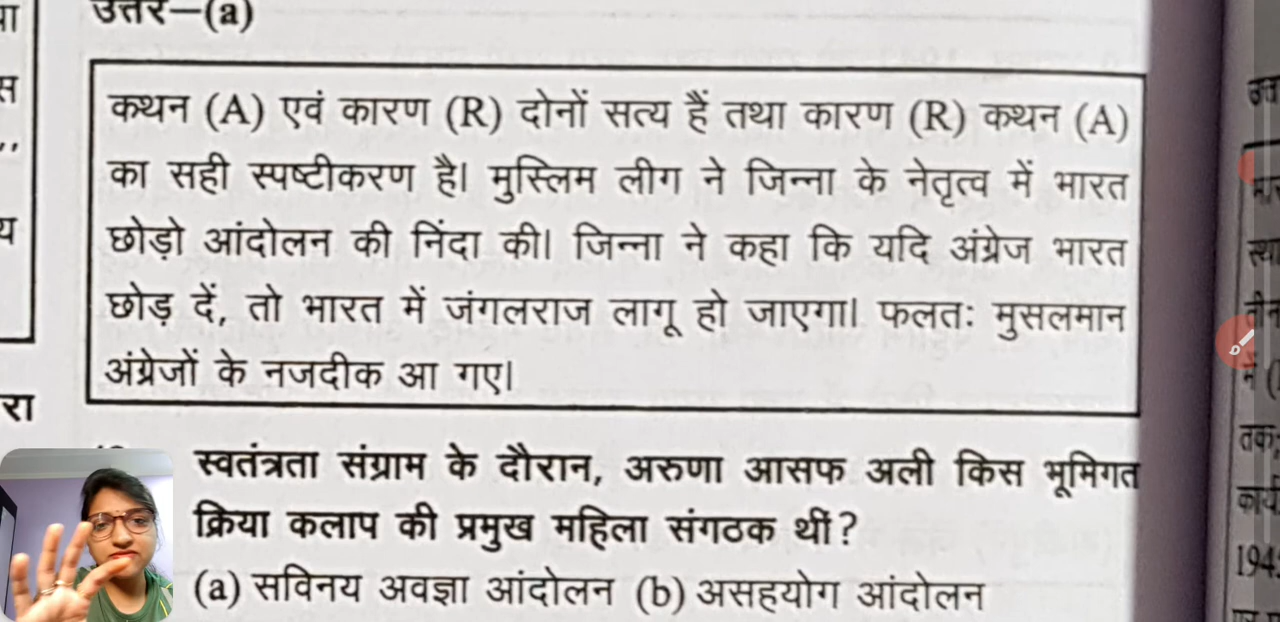 उत्तर—(a)
कथन (A) एवं कारण (R) दोनों सत्य हैं तथा कारण (R) कथन (A)
का सही स्पष्टीकरण है। मुस्लिम लीग ने जिन्ना के नेतृत्व में भारत
छोड़ो आंदोलन की निंदा की। जिन्ना ने कहा कि यदि अंग्रेज भारत
छोड़ दें, तो भारत में जंगलराज लागू हो जाएगा। फलतः मुसलमान
अंग्रेजों के नजदीक आ गए।
स्वतंत्रता संग्राम के दौरान, अरुणा आसफ अली किस भूमिगत
क्रिया कलाप की प्रमुख महिला संगठक थीं?
(a) सविनय अवज्ञा आंदोलन (b) असहयोग आंदोलन